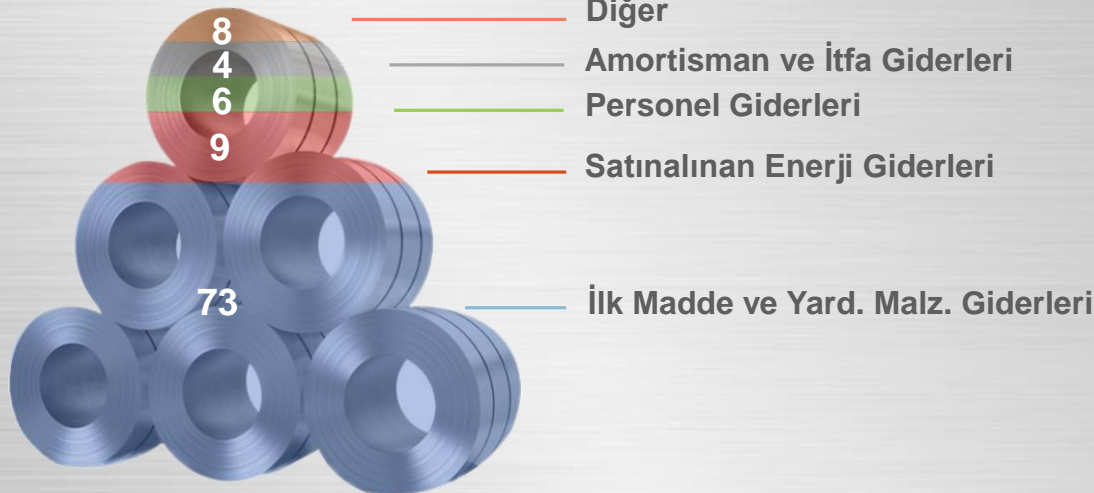 8
Diğer
4
Amortisman ve İtfa Giderleri
6
Personel Giderleri
9
Satınalınan Enerji Giderleri
73
İlk Madde ve Yard. Malz. Giderleri